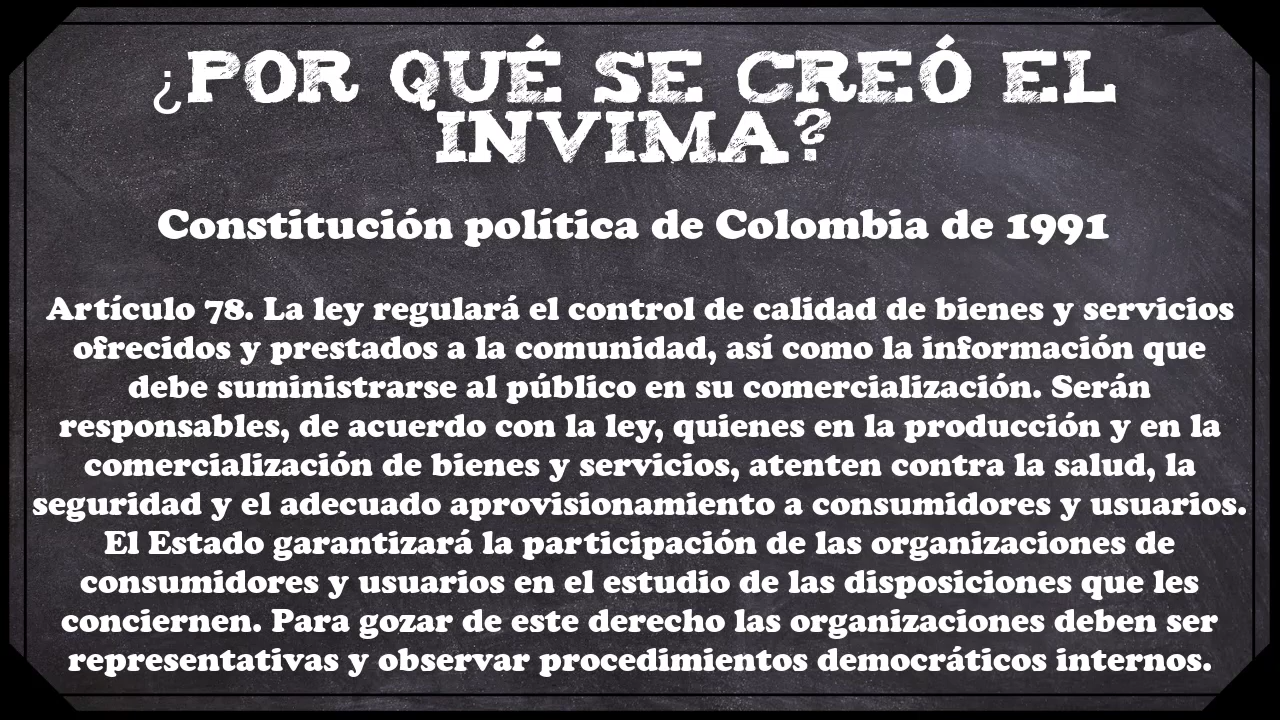 ¿POR QUÉ SE CREÓ EL
INVIMA?
Constitución política de Colombia de 1991
Artículo 78. La ley regulará el control de calidad de bienes y servicios
ofrecidos y prestados a la comunidad, así como la información que
debe suministrarse al público en su comercialización. Serán
responsables, de acuerdo con la ley, quienes en la producción y en la
comercialización de bienes y servicios, atenten contra la salud, la
seguridad y el adecuado aprovisionamiento a consumidores y usuarios.
El Estado garantizará la participación de las organizaciones de
consumidores y usuarios en el estudio de las disposiciones que les
conciernen. Para gozar de este derecho las organizaciones deben ser
representativas y observar procedimientos democráticos internos.